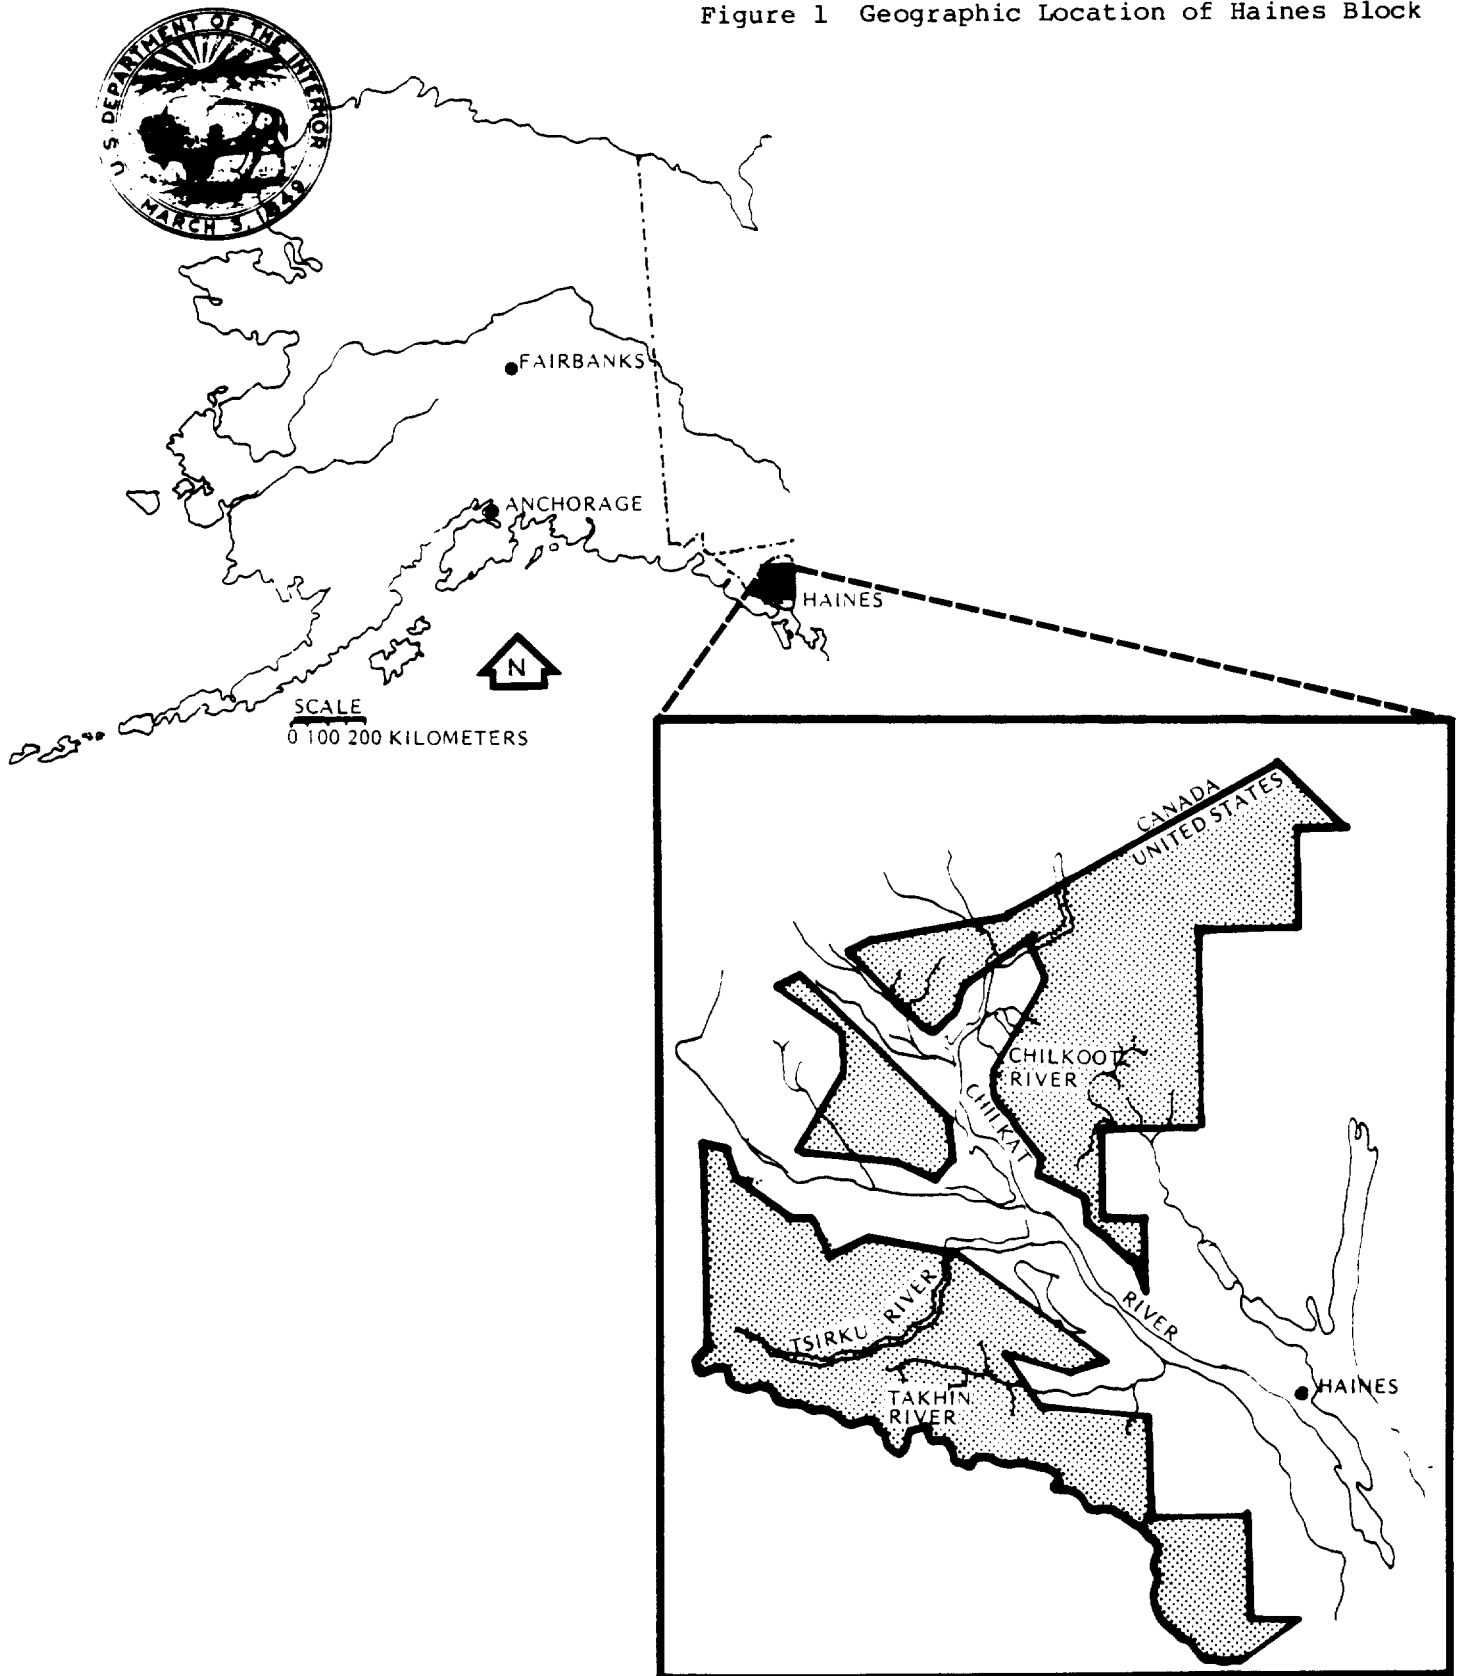 Figure 1 Geographic Location of Haines Block
U.S. DEPARTMENT OF THE INTERIOR
MARCH 3, 1849
FAIRBANKS
ANCHORAGE
HAINES
N
SCALE
0 100 200 KILOMETERS
CANADA
UNITED STATES
CHILKOOT
RIVER
CHILKAT
RIVER
TSIRKU RIVER
TAKHIN
RIVER
HAINES